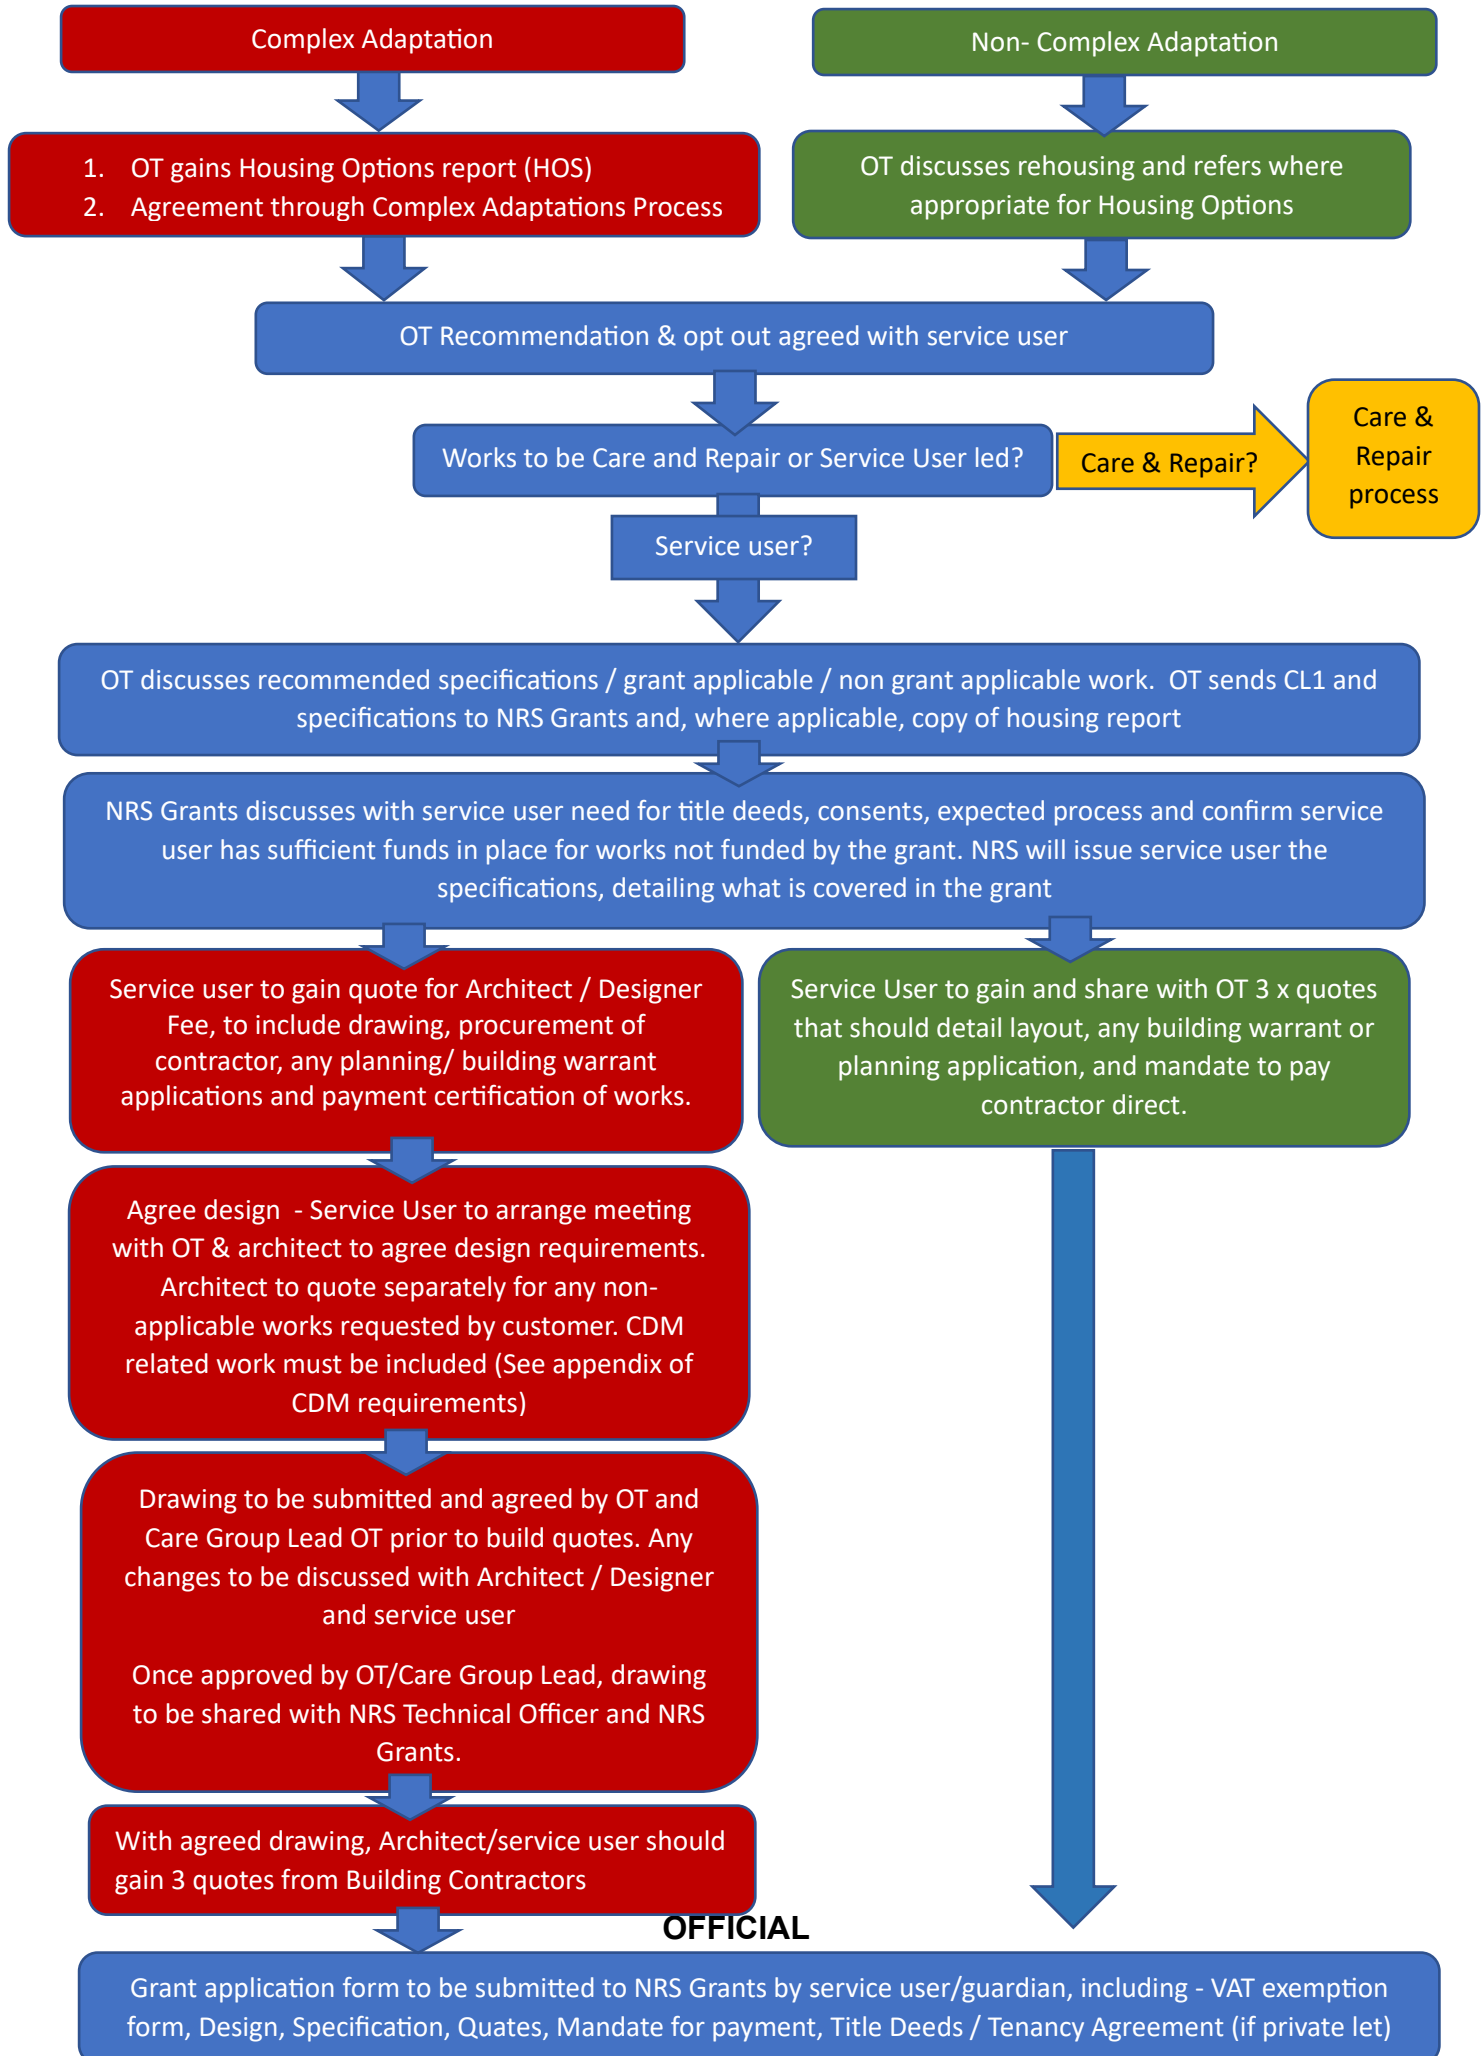 Complex Adaptation
Non- Complex Adaptation
1. OT gains Housing Options report (HOS)
2. Agreement through Complex Adaptations Process
OT discusses rehousing and refers where
appropriate for Housing Options
OT Recommendation & opt out agreed with service user
Works to be Care and Repair or Service User led?
Care & Repair?
Care &
Repair
process
Service user?
OT discusses recommended specifications / grant applicable / non grant applicable work.  OT sends CL1 and
specifications to NRS Grants and, where applicable, copy of housing report
NRS Grants discusses with service user need for title deeds, consents, expected process and confirm service
user has sufficient funds in place for works not funded by the grant. NRS will issue service user the
specifications, detailing what is covered in the grant
Service user to gain quote for Architect / Designer
Fee, to include drawing, procurement of
contractor, any planning/ building warrant
applications and payment certification of works.
Service User to gain and share with OT 3 x quotes
that should detail layout, any building warrant or
planning application, and mandate to pay
contractor direct.
Agree design  - Service User to arrange meeting
with OT & architect to agree design requirements.
Architect to quote separately for any non-
applicable works requested by customer. CDM
related work must be included (See appendix of
CDM requirements)
Drawing to be submitted and agreed by OT and
Care Group Lead OT prior to build quotes. Any
changes to be discussed with Architect / Designer
and service user
Once approved by OT/Care Group Lead, drawing
to be shared with NRS Technical Officer and NRS
Grants.
With agreed drawing, Architect/service user should
gain 3 quotes from Building Contractors
OFFICIAL
Grant application form to be submitted to NRS Grants by service user/guardian, including - VAT exemption
form, Design, Specification, Quates, Mandate for payment, Title Deeds / Tenancy Agreement (if private let)